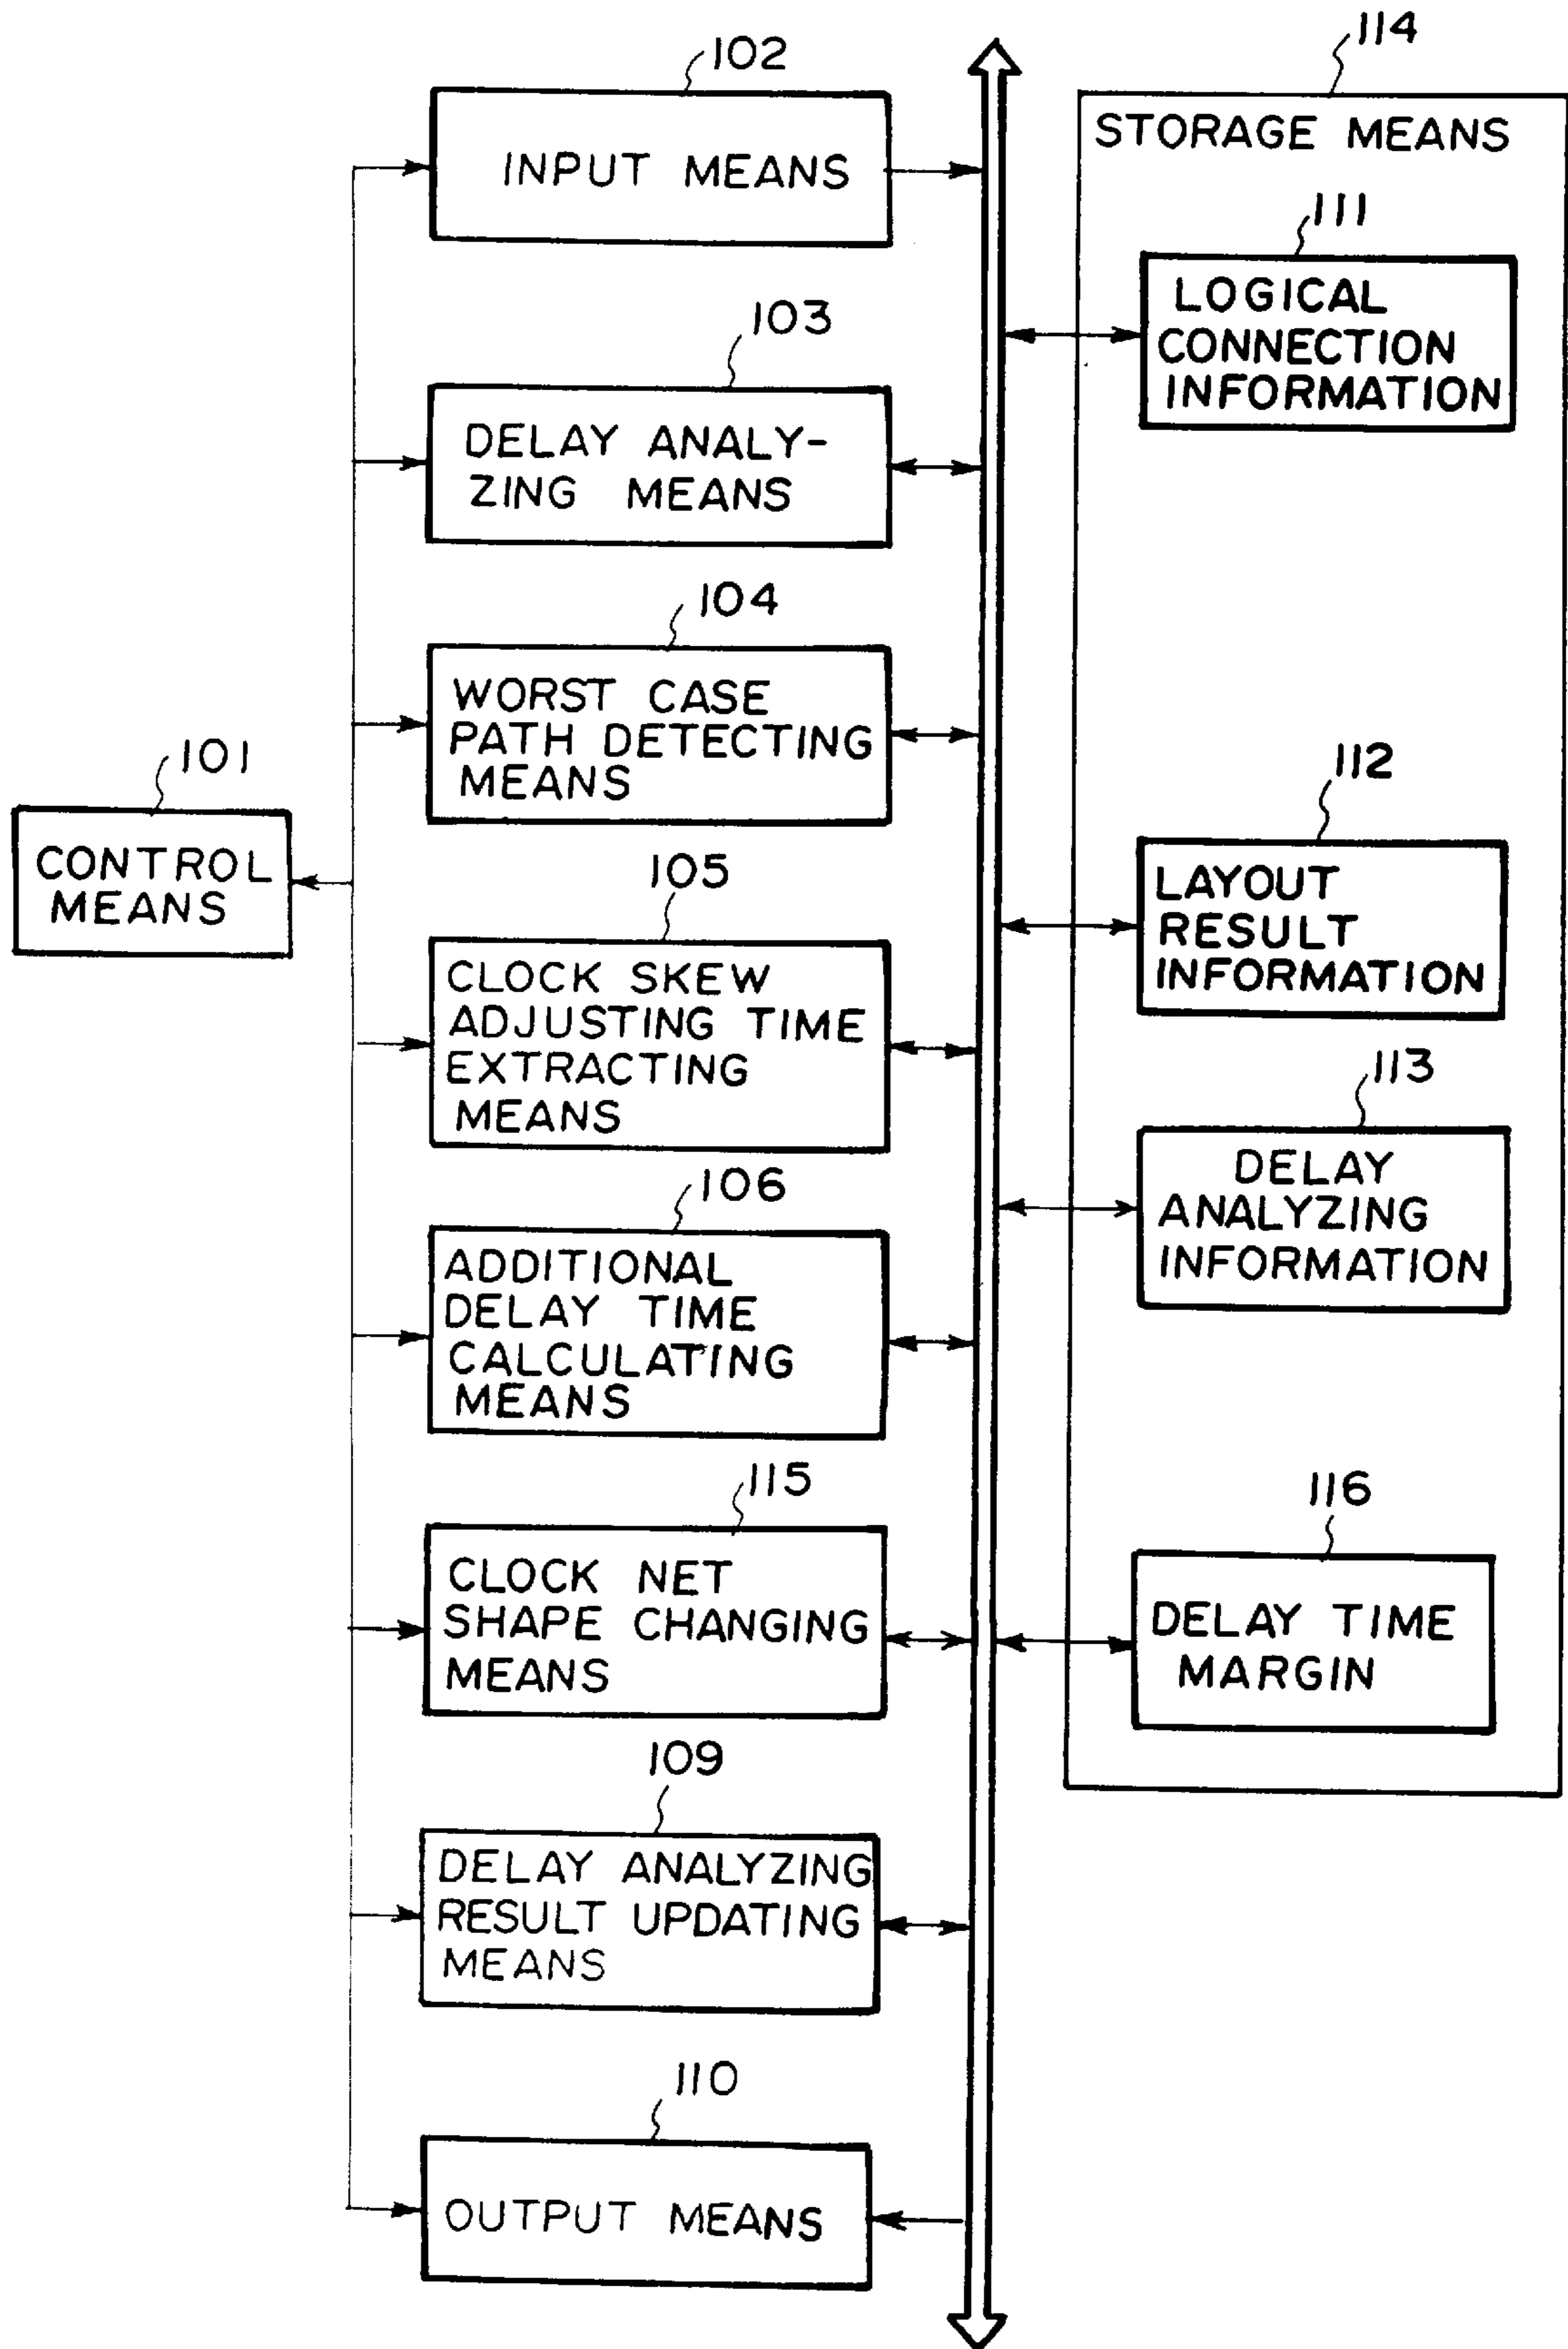 101
CONTROL
MEANS
102
INPUT MEANS
103
DELAY ANALY-
ZING MEANS
104
WORST CASE
PATH DETECTING
MEANS
105
CLOCK SKEW
ADJUSTING TIME
EXTRACTING
MEANS
106
ADDITIONAL
DELAY TIME
CALCULATING
MEANS
115
CLOCK NET
SHAPE CHANGING
MEANS
109
DELAY ANALYZING
RESULT UPDATING
MEANS
110
OUTPUT MEANS
114
STORAGE MEANS
111
LOGICAL
CONNECTION
INFORMATION
112
LAYOUT
RESULT
INFORMATION
113
DELAY
ANALYZING
INFORMATION
116
DELAY TIME
MARGIN